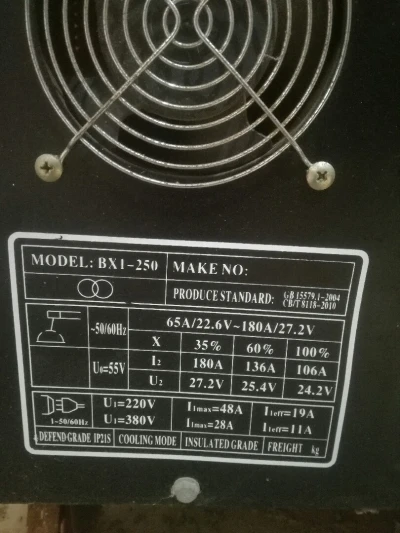 MODEL: BX1-250 MAKE NO:
PRODUCE STANDARD: GB 15579.1-2004
CB/T 8118-2010
~50/60Hz 65A/22.6V~180A/27.2V
X 35% 60% 100%
U₀=55V I₂ 180A 136A 106A
U₂ 27.2V 25.4V 24.2V
1~50/60Hz U₁=220V I₁max=48A I₁eff=19A
U₁=380V I₁max=28A I₁eff=11A
DEFEND GRADE IP21S COOLING MODE INSULATED GRADE FREIGHT kg